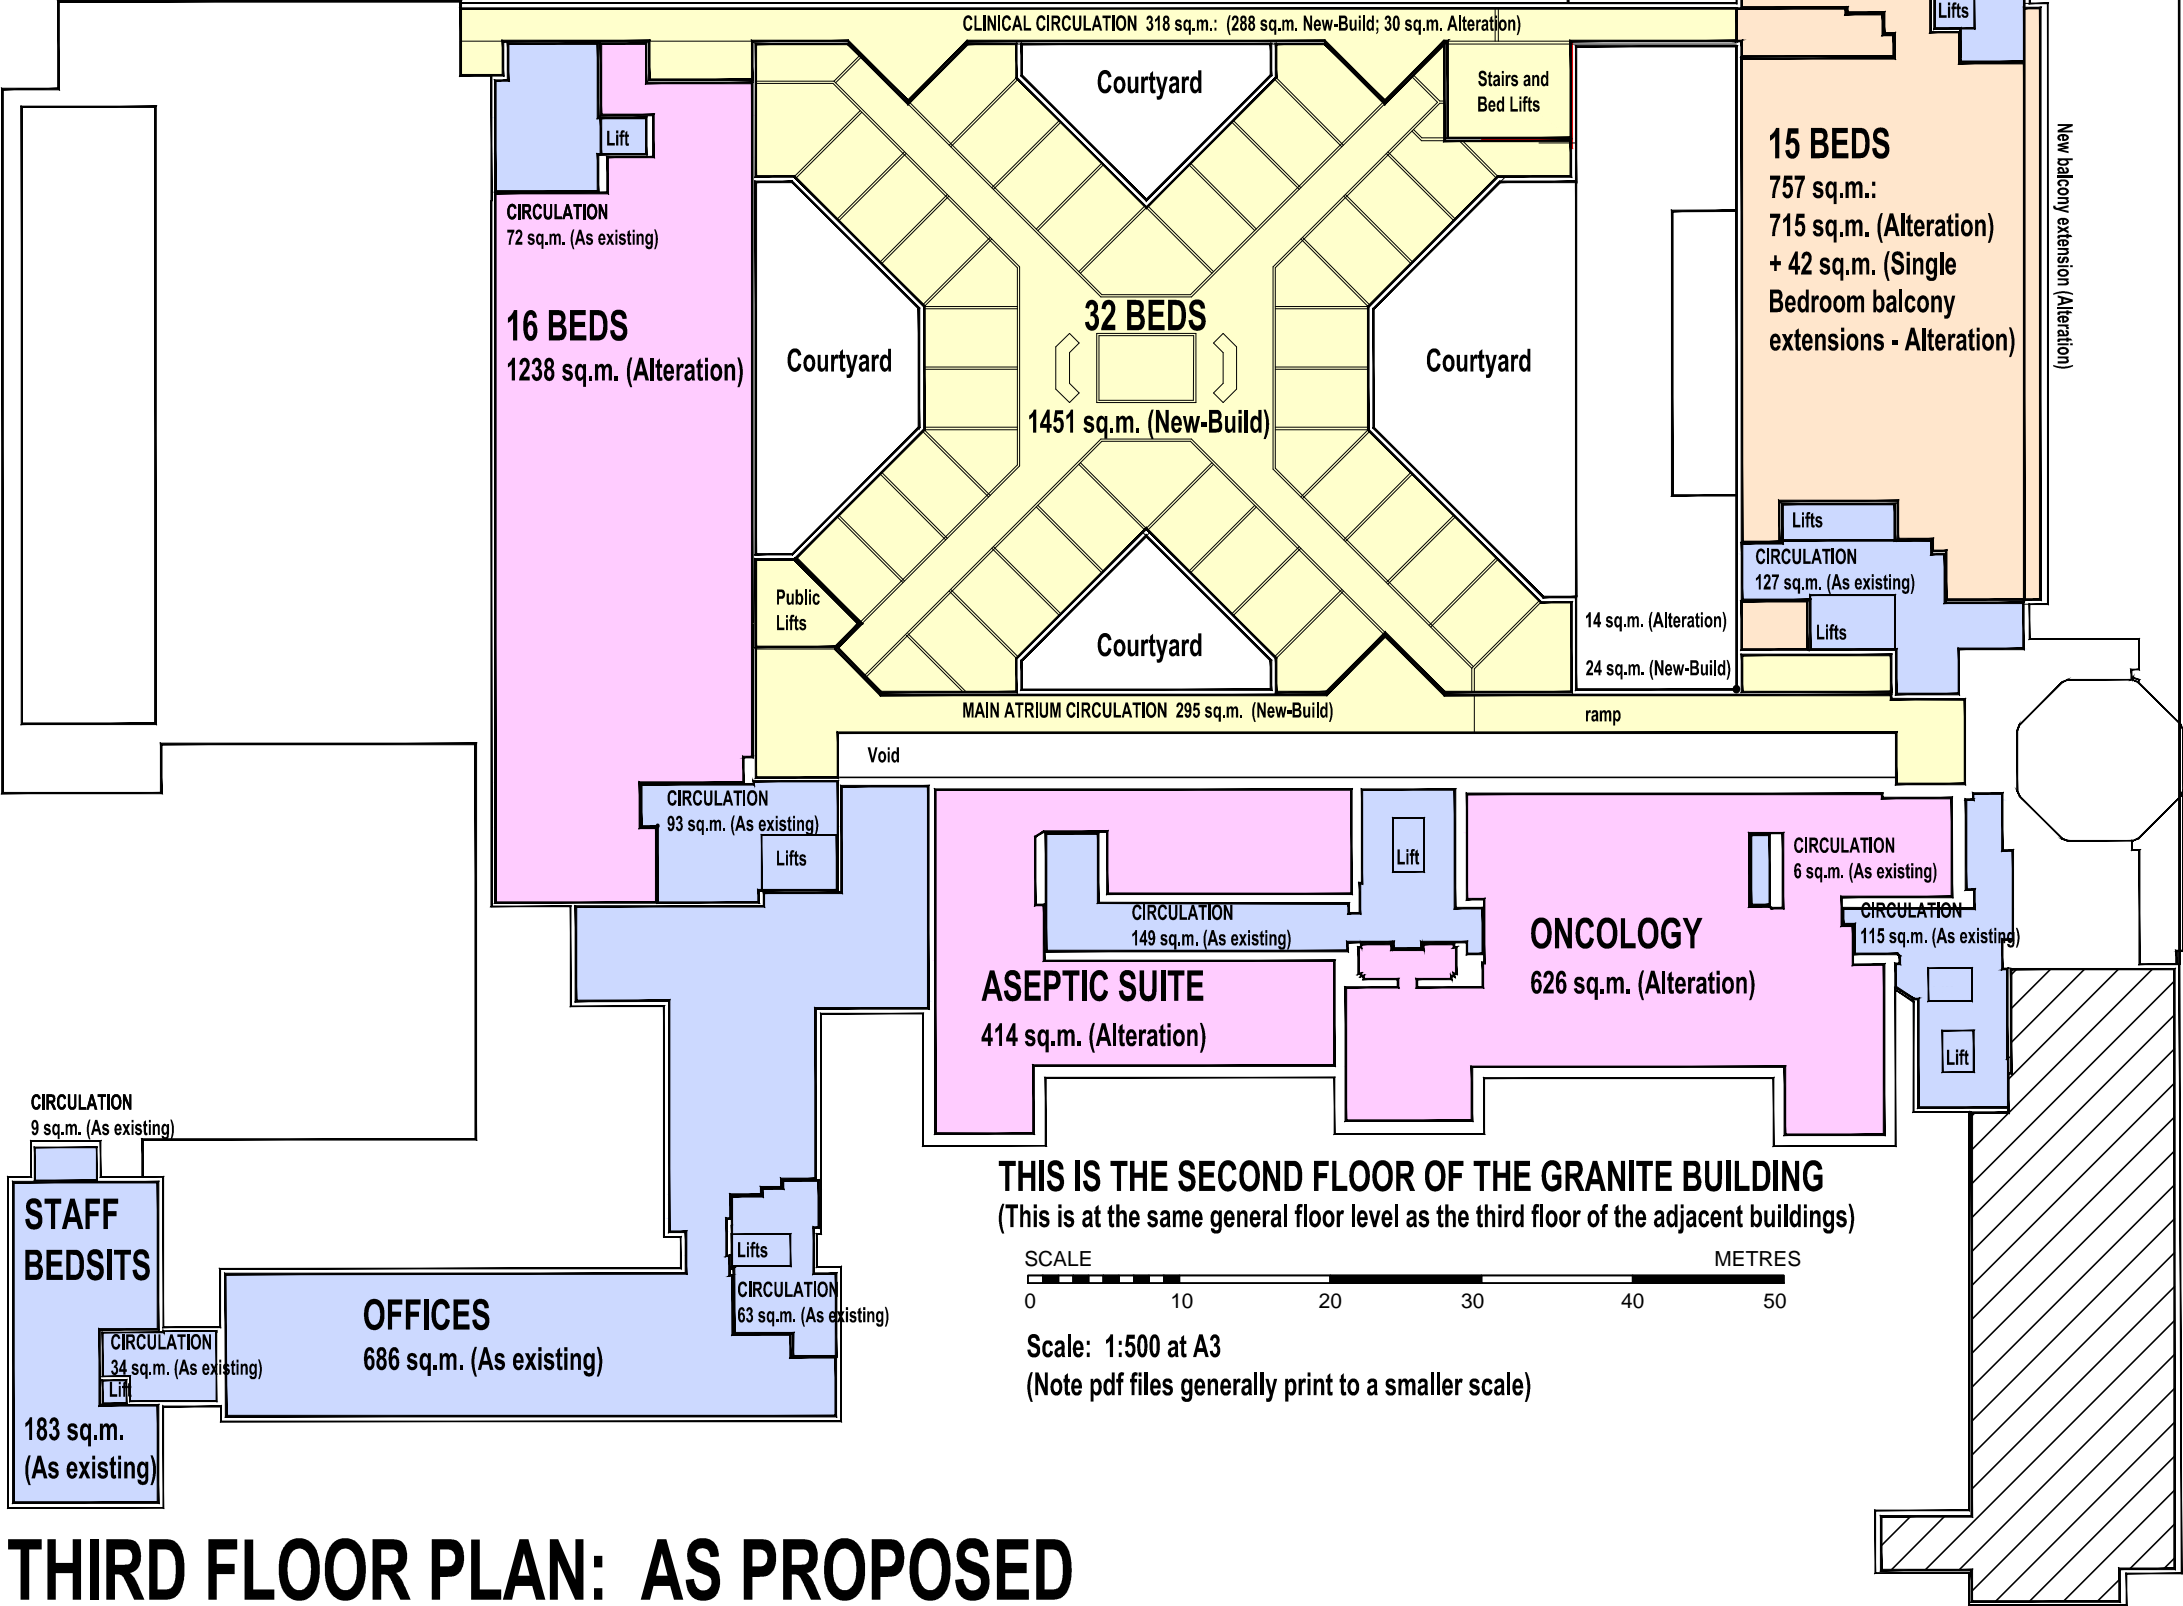 CLINICAL CIRCULATION 318 sq.m.: (288 sq.m. New-Build; 30 sq.m. Alteration)
Lifts
Courtyard
Stairs and
Bed Lifts
Lift
15 BEDS
757 sq.m.:
715 sq.m. (Alteration)
+ 42 sq.m. (Single
Bedroom balcony
extensions - Alteration)
New balcony extension (Alteration)
CIRCULATION
72 sq.m. (As existing)
16 BEDS
1238 sq.m. (Alteration)
Courtyard
32 BEDS
1451 sq.m. (New-Build)
Courtyard
Lifts
CIRCULATION
127 sq.m. (As existing)
Lifts
Public
Lifts
Courtyard
14 sq.m. (Alteration)
24 sq.m. (New-Build)
MAIN ATRIUM CIRCULATION 295 sq.m. (New-Build)
ramp
Void
CIRCULATION
93 sq.m. (As existing)
Lifts
Lift
CIRCULATION
6 sq.m. (As existing)
CIRCULATION
149 sq.m. (As existing)
CIRCULATION
115 sq.m. (As existing)
ONCOLOGY
626 sq.m. (Alteration)
ASEPTIC SUITE
414 sq.m. (Alteration)
Lift
CIRCULATION
9 sq.m. (As existing)
STAFF
BEDSITS
THIS IS THE SECOND FLOOR OF THE GRANITE BUILDING
(This is at the same general floor level as the third floor of the adjacent buildings)
Lifts
CIRCULATION
63 sq.m. (As existing)
SCALE METRES
0 10 20 30 40 50
OFFICES
686 sq.m. (As existing)
CIRCULATION
34 sq.m. (As existing)
Lift
Scale: 1:500 at A3
(Note pdf files generally print to a smaller scale)
183 sq.m.
(As existing)
THIRD FLOOR PLAN: AS PROPOSED